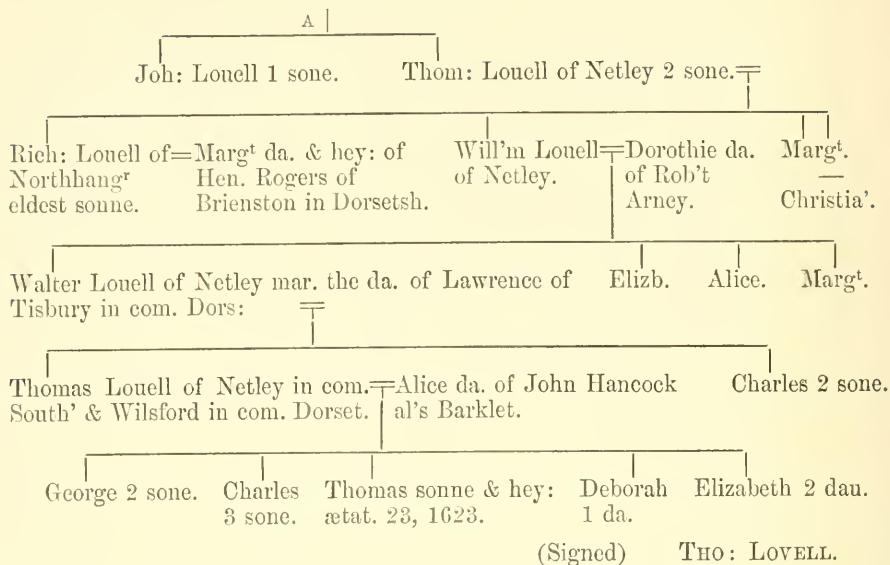 A
Joh: Louell 1 sone. Thom: Louell of Netley 2 sone.
Rich: Louell of=Margᵗ da. & hey: of Will'm Louell Dorothie da. Margᵗ.
Northhangʳ Hen. Rogers of of Netley. of Rob't —
eldest sonne. Brienston in Dorsetsh. Arney. Christia'.
Walter Louell of Netley mar. the da. of Lawrence of Elizb. Alice. Margᵗ.
Tisbury in com. Dors:
Thomas Louell of Netley in com. Alice da. of John Hancock Charles 2 sone.
South' & Wilsford in com. Dorset. al's Barklet.
George 2 sone. Charles Thomas sonne & hey: Deborah Elizabeth 2 dau.
3 sone. ætat. 23, 1623. 1 da.
(Signed) THO: LOVELL.